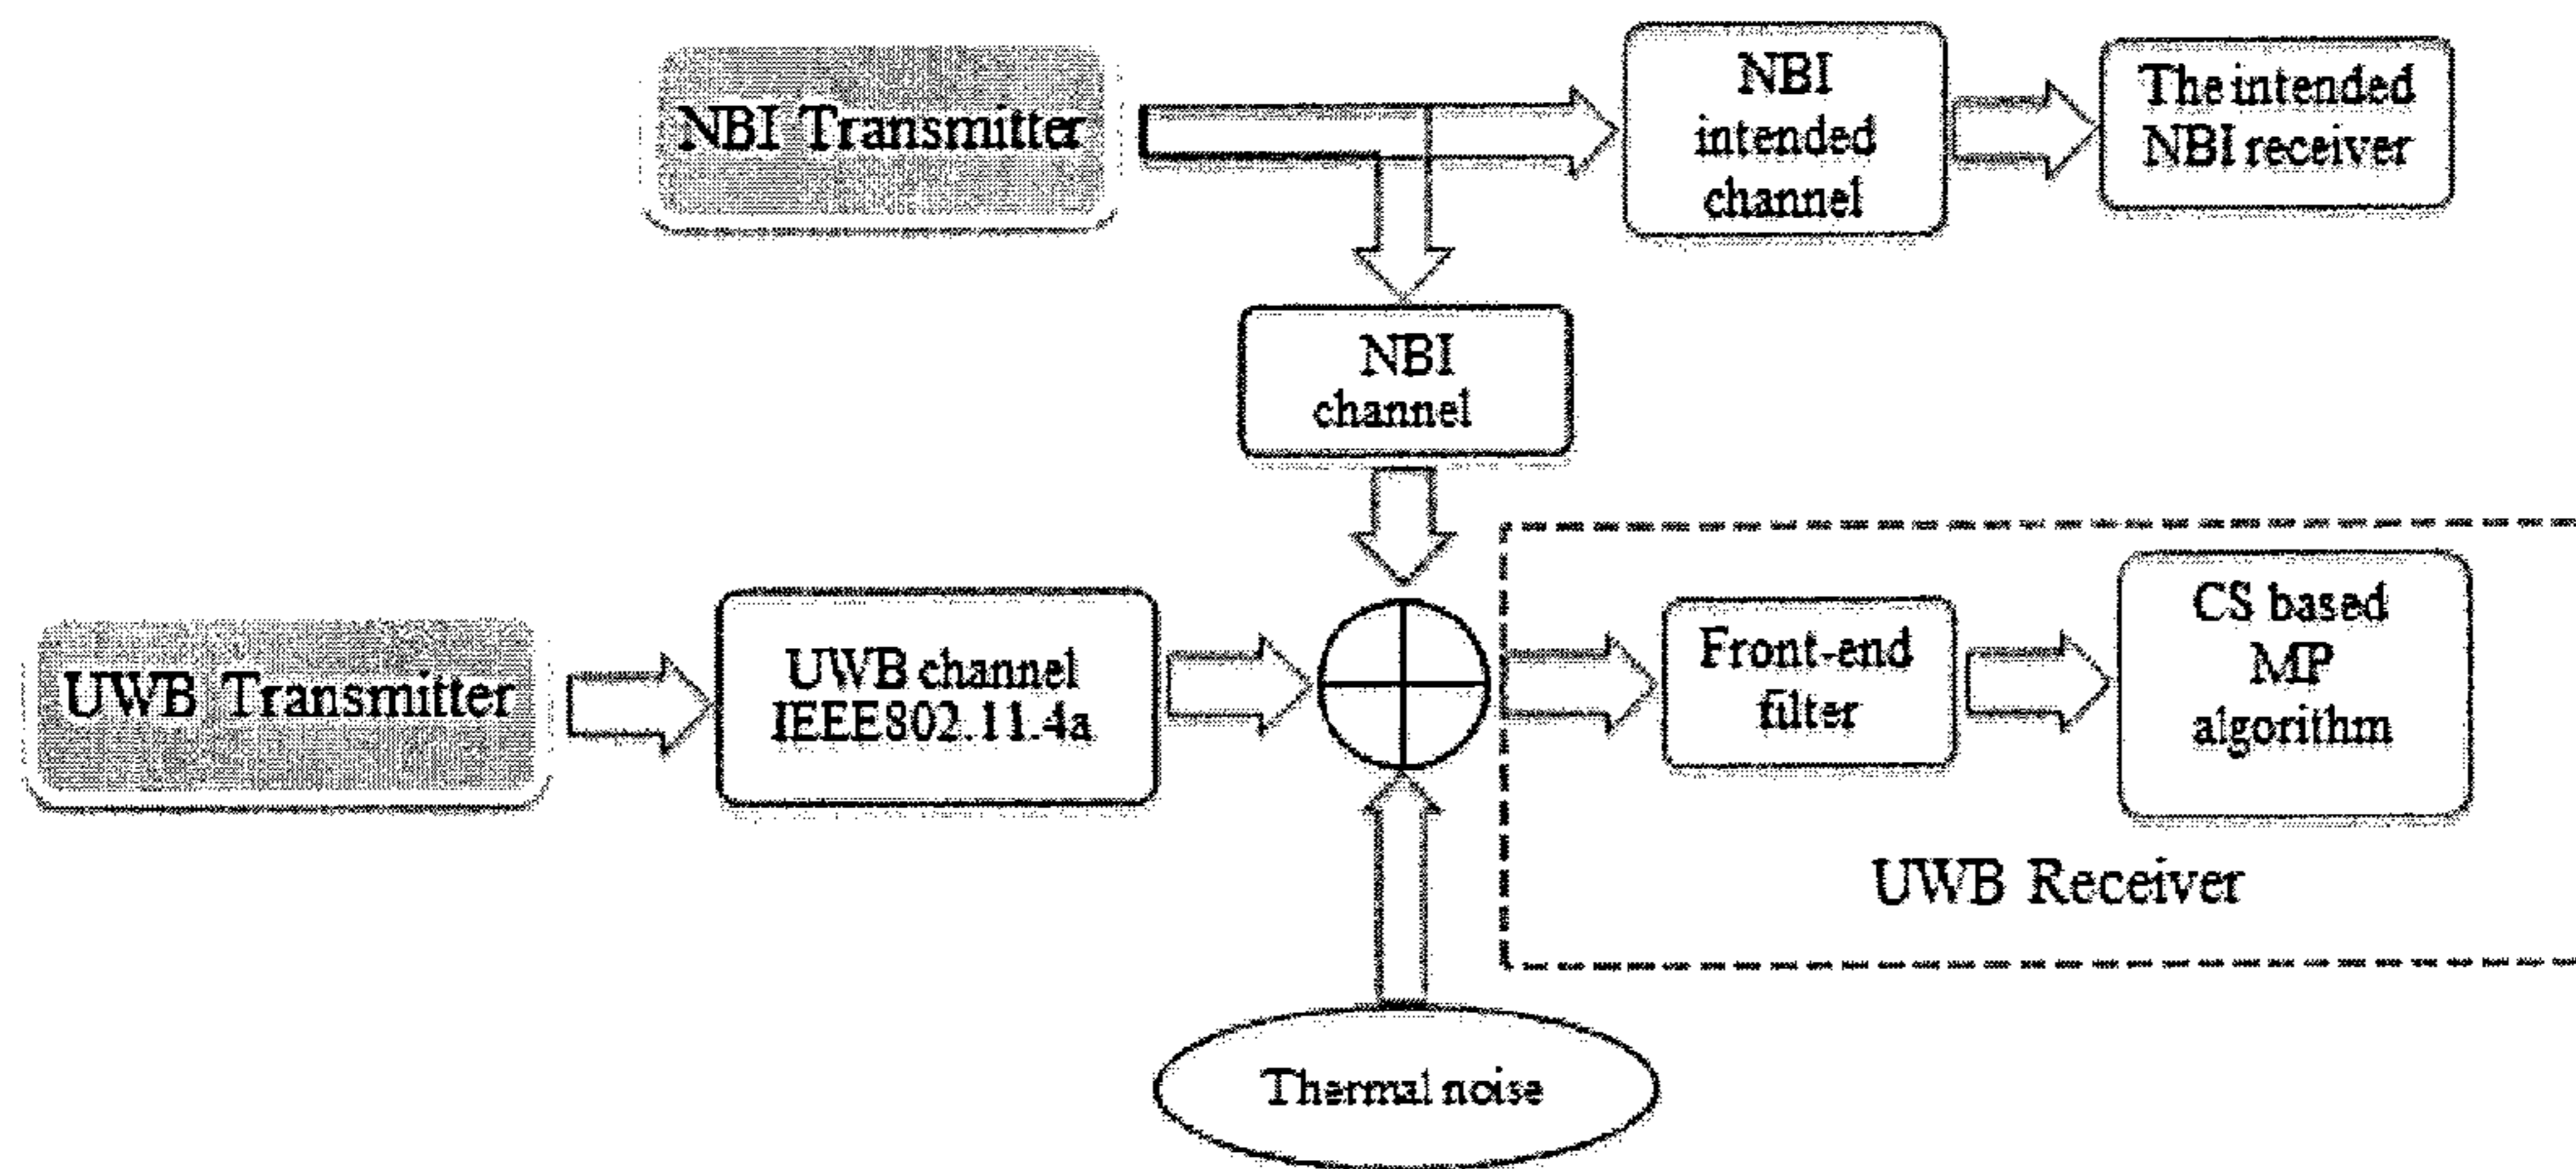 NBI Transmitter
NBI
intended
channel
The intended
NBI receiver
NBI
channel
UWB Transmitter
UWB channel
IEEE802.11.4a
Front-end
filter
CS based
MP
algorithm
UWB Receiver
Thermal noise